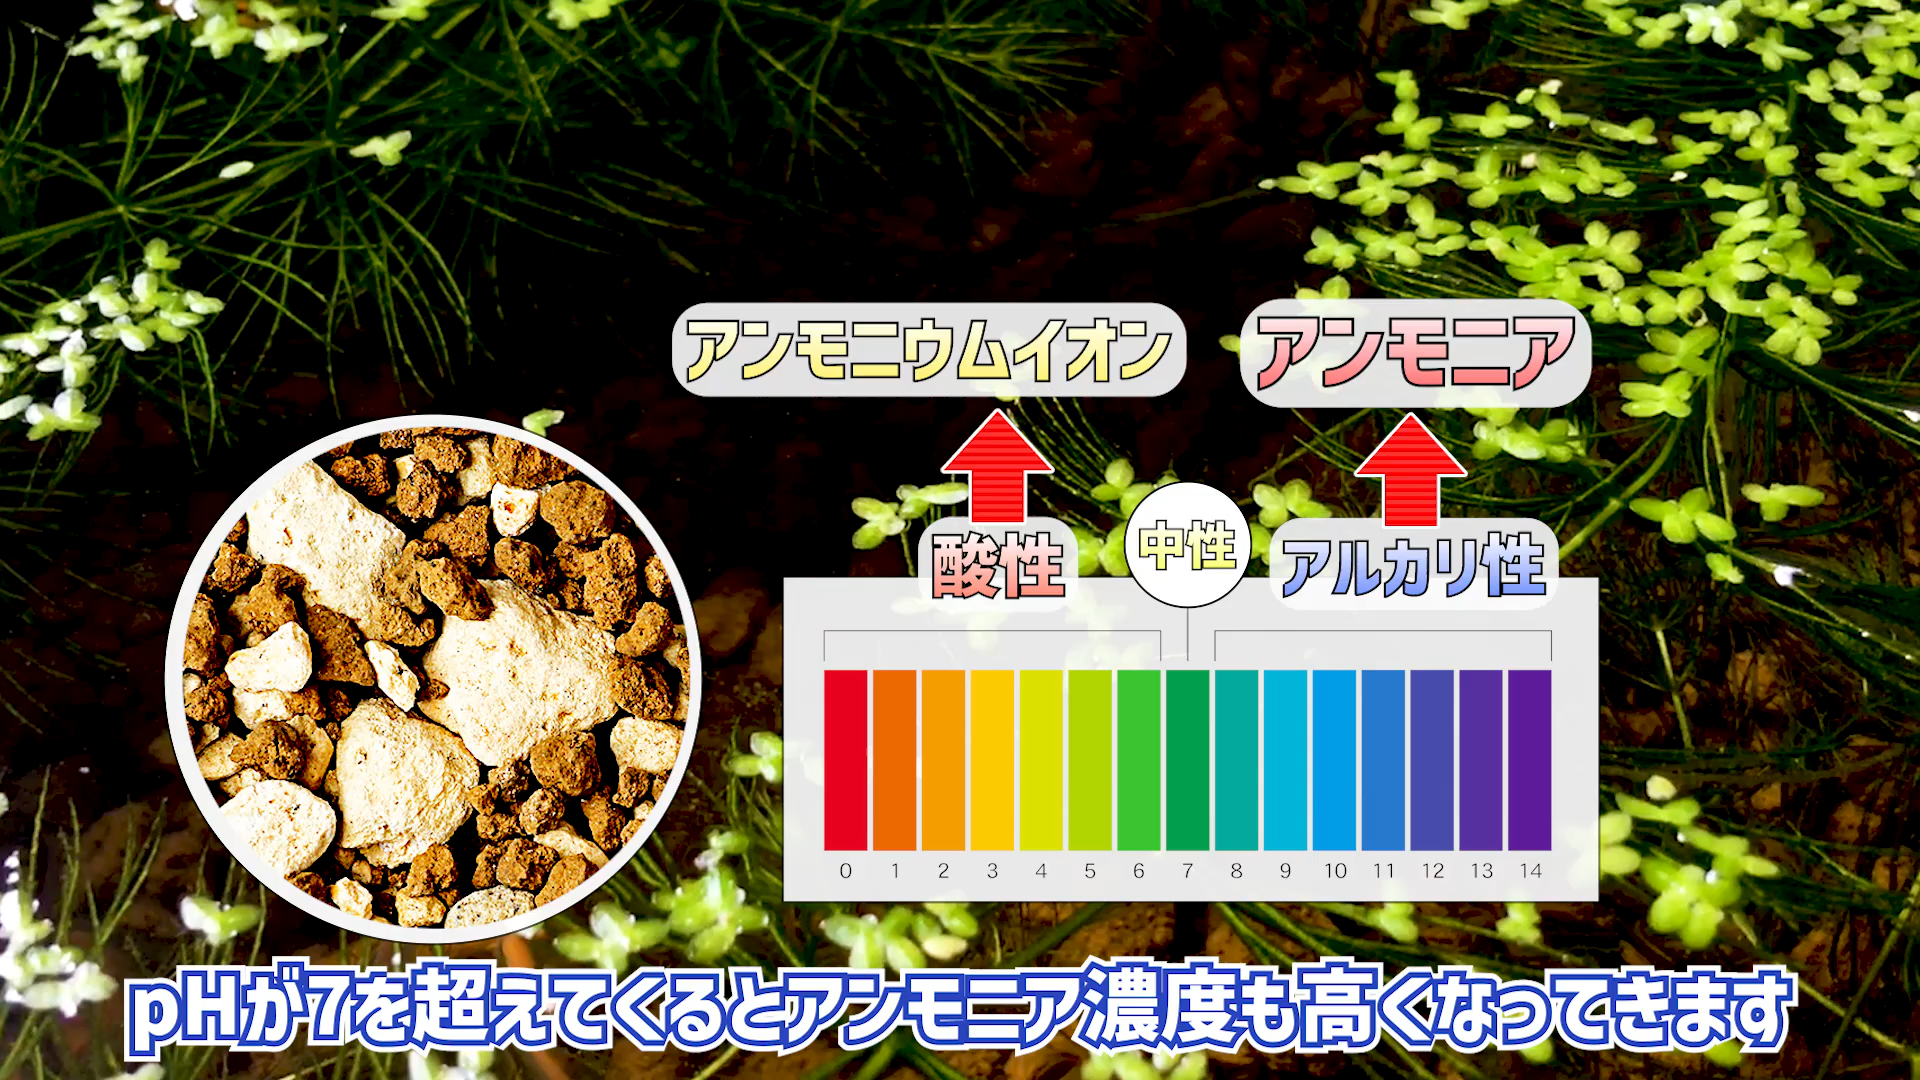 アンモニウムイオン
アンモニア
酸性
中性
アルカリ性
0 1 2 3 4 5 6 7 8 9 10 11 12 13 14
pHが7を超えてくるとアンモニア濃度も高くなってきます